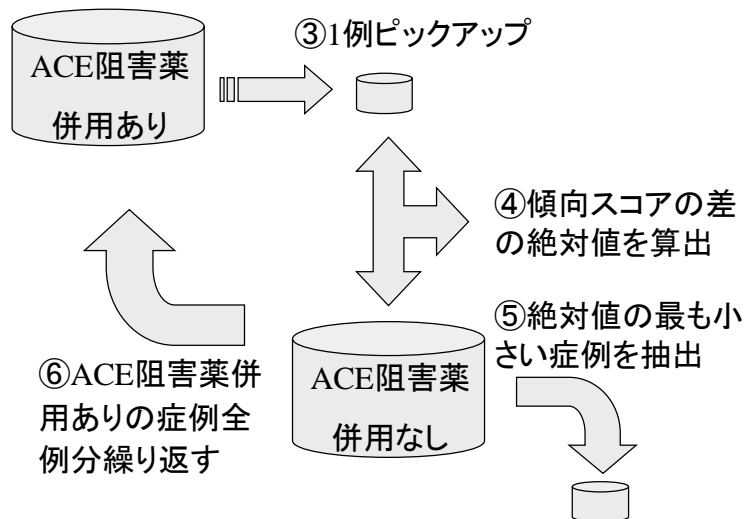 ③1例ピックアップ
ACE阻害薬
併用あり
④傾向スコアの差
の絶対値を算出
⑤絶対値の最も小
さい症例を抽出
⑥ACE阻害薬併
用ありの症例全
例分繰り返す
ACE阻害薬
併用なし